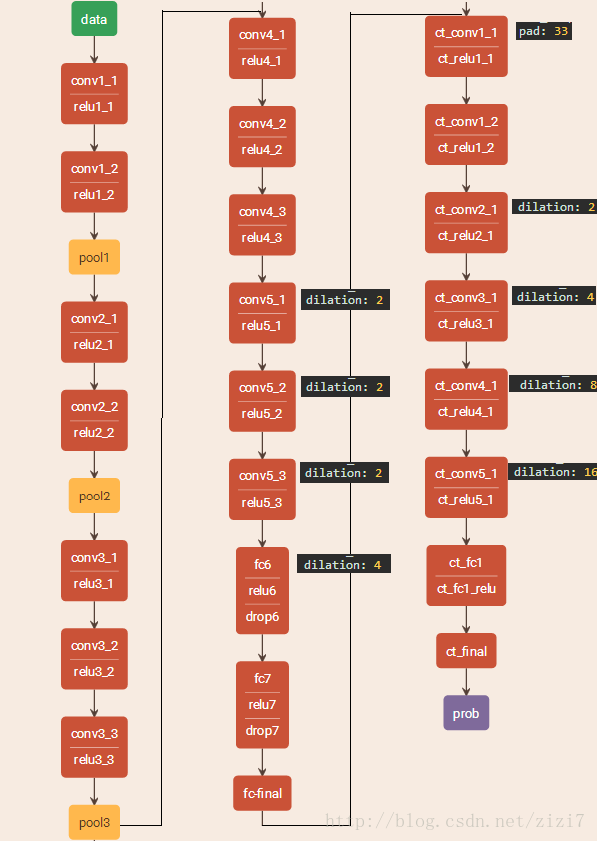 data
conv1_1
relu1_1
conv1_2
relu1_2
pool1
conv2_1
relu2_1
conv2_2
relu2_2
pool2
conv3_1
relu3_1
conv3_2
relu3_2
conv3_3
relu3_3
pool3
conv4_1
relu4_1
conv4_2
relu4_2
conv4_3
relu4_3
conv5_1
relu5_1
dilation: 2
conv5_2
relu5_2
dilation: 2
conv5_3
relu5_3
dilation: 2
fc6
relu6
drop6
dilation: 4
fc7
relu7
drop7
fc-final
ct_conv1_1
ct_relu1_1
pad: 33
ct_conv1_2
ct_relu1_2
ct_conv2_1
ct_relu2_1
dilation: 2
ct_conv3_1
ct_relu3_1
dilation: 4
ct_conv4_1
ct_relu4_1
dilation: 8
ct_conv5_1
ct_relu5_1
dilation: 16
ct_fc1
ct_fc1_relu
ct_final
prob
http://blog.csdn.net/zizi7